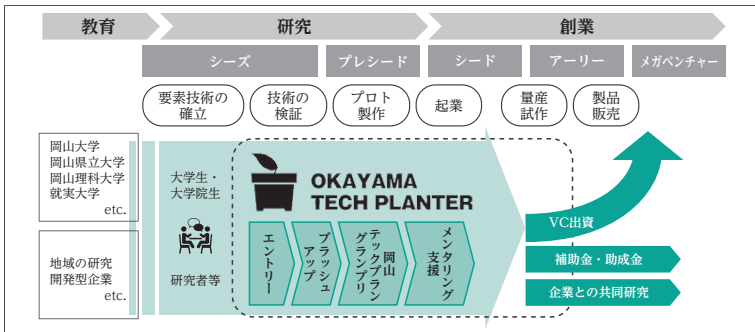 教育
研究
創業
シーズ
プレシード
シード
アーリー
メガベンチャー
要素技術の
確立
技術の
検証
プロト
製作
起業
量産
試作
製品
販売
岡山大学
岡山県立大学
岡山理科大学
就実大学
etc.
地域の研究
開発型企業
etc.
大学生・
大学院生
研究者等
OKAYAMA
TECH PLANTER
エントリー
ブラッシュ
アップ
岡山
テックプラン
グランプリ
メンタリング
支援
VC出資
補助金・助成金
企業との共同研究